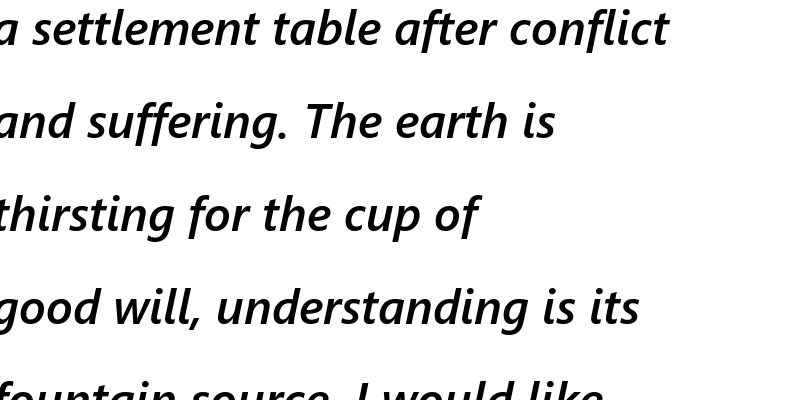 a settlement table after conflict
and suffering. The earth is
thirsting for the cup of
good will, understanding is its
fountain source. I would like